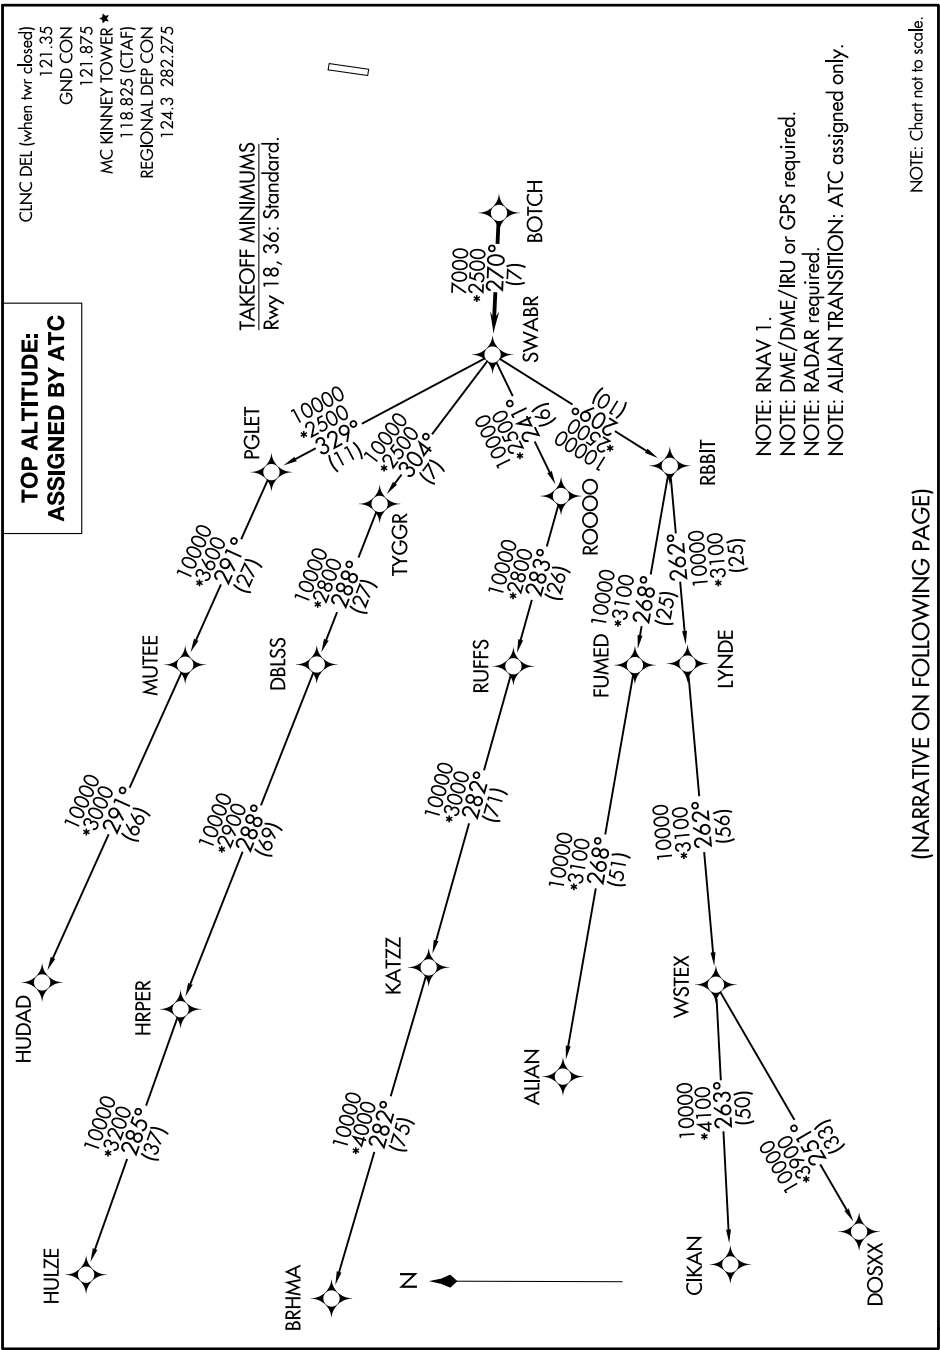 CLNC DEL (when twr closed)
121.35
GND CON
121.875
MC KINNEY TOWER ★
118.825 (CTAF)
REGIONAL DEP CON
124.3 282.275
TOP ALTITUDE:
ASSIGNED BY ATC
TAKEOFF MINIMUMS
Rwy 18, 36: Standard.
BOTCH
7000
*2500
270°
(7)
SWABR
10000
*2500
329°
(11)
PGLET
10000
*3600
291°
(27)
MUTEE
10000
*3000
291°
(66)
HUDAD
10000
*2500
304°
(7)
TYGGR
10000
*2800
288°
(27)
DBLSS
10000
*2900
288°
(69)
HRPER
10000
*3200
285°
(37)
HULZE
10000
*2500
241°
(9)
ROOOO
10000
*2800
283°
(26)
RUFFS
10000
*3000
282°
(71)
KATZZ
10000
*4000
282°
(75)
BRHMA
10000
*2500
209°
(10)
RBBIT
10000
*3100
268°
(25)
FUMED
10000
*3100
268°
(51)
ALIAN
262°
10000
*3100
(25)
LYNDE
10000
*3100
262°
(56)
WSTEX
10000
*4100
263°
(50)
CIKAN
10000
*3900
251°
(33)
DOSXX
N
NOTE: RNAV 1.
NOTE: DME/DME/IRU or GPS required.
NOTE: RADAR required.
NOTE: ALIAN TRANSITION: ATC assigned only.
NOTE: Chart not to scale.
(NARRATIVE ON FOLLOWING PAGE)